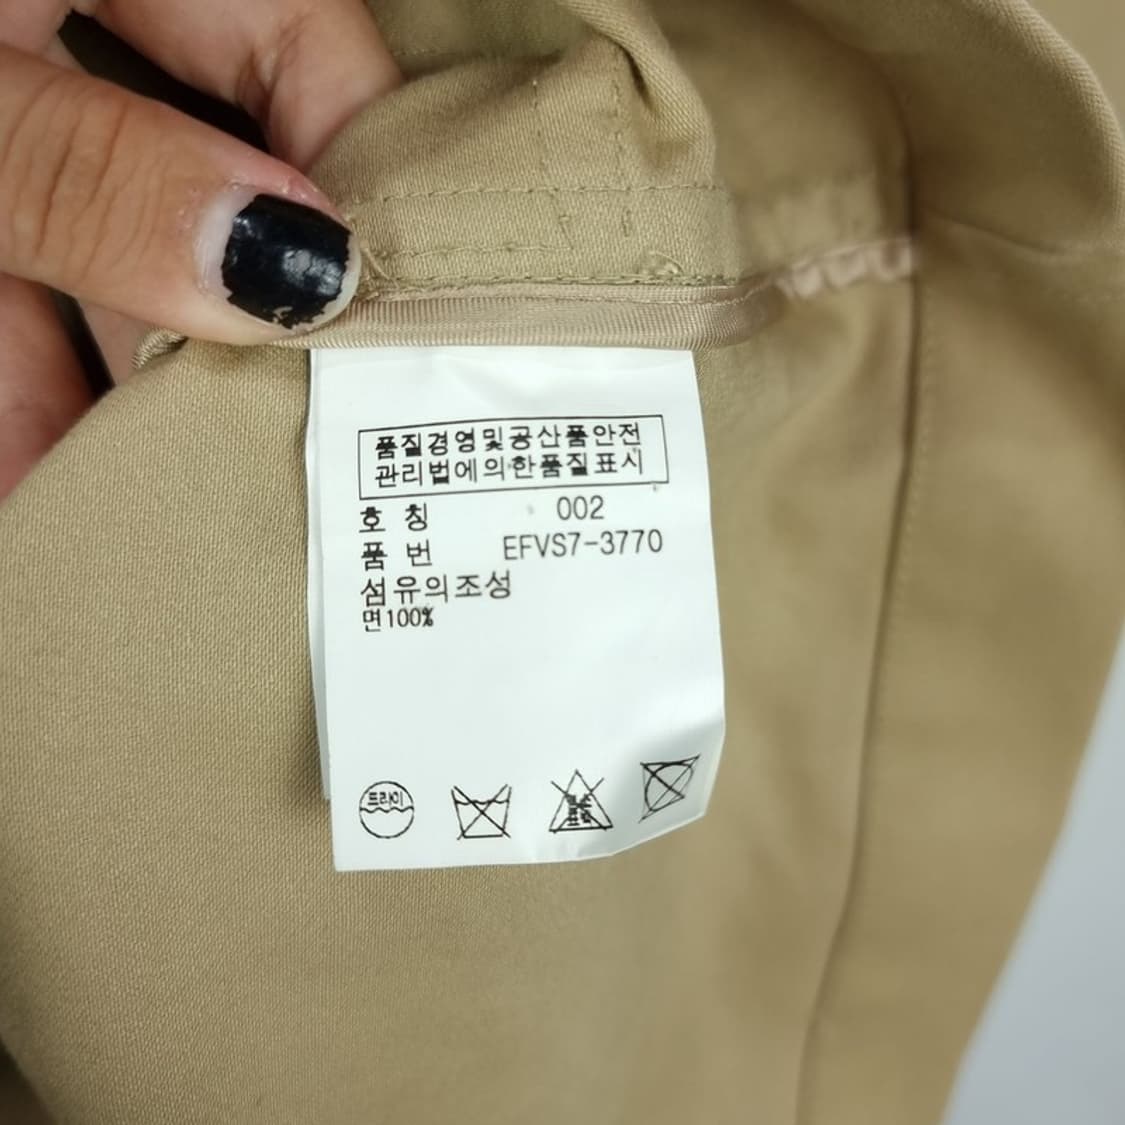 품질경영및공산품안전
관리법에의한품질표시
호 칭 002
품 번 EFVS7-3770
섬유의조성
면100%
드라이